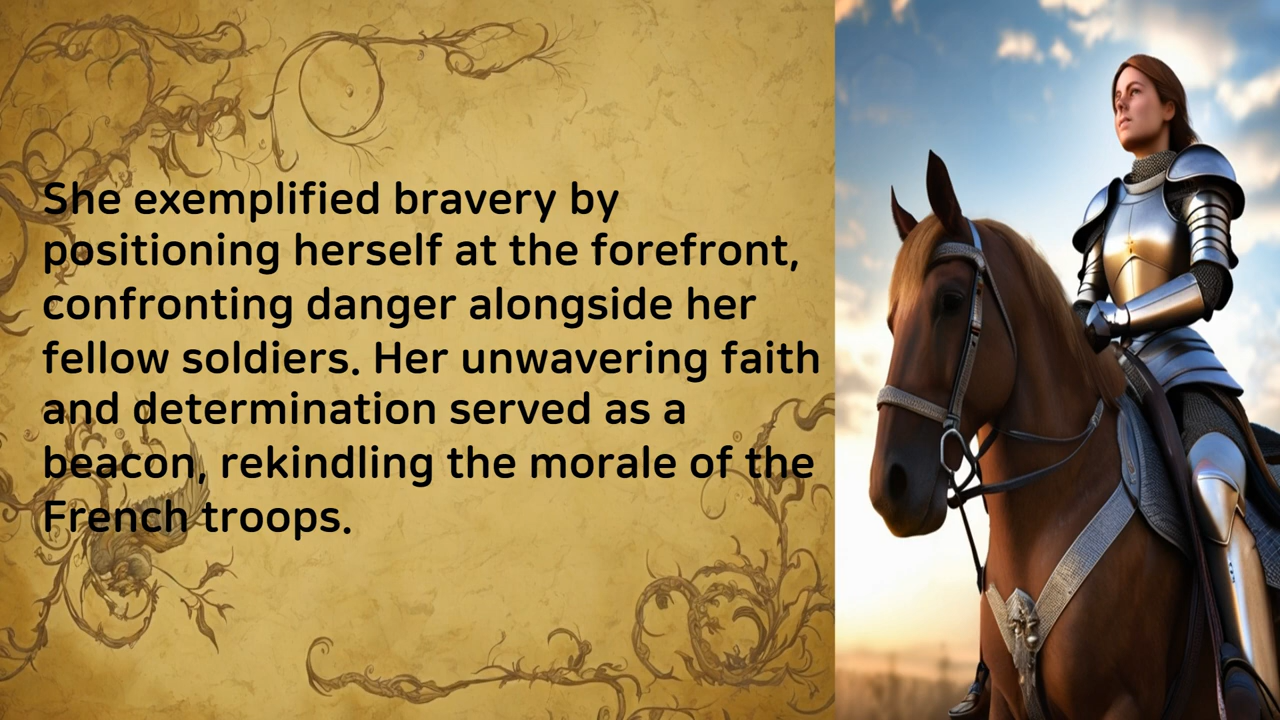 She exemplified bravery by
positioning herself at the forefront,
confronting danger alongside her
fellow soldiers. Her unwavering faith
and determination served as a
beacon, rekindling the morale of the
French troops.